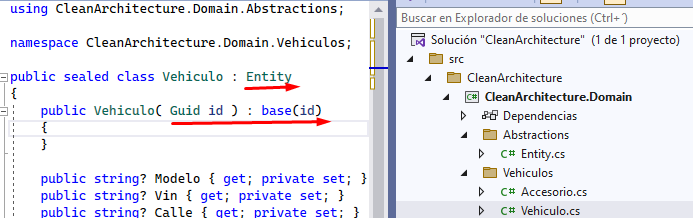 using CleanArchitecture.Domain.Abstractions;
namespace CleanArchitecture.Domain.Vehiculos;
public sealed class Vehiculo : Entity
{
public Vehiculo( Guid id ) : base(id)
{
}
public string? Modelo { get; private set; }
public string? Vin { get; private set; }
public string? Calle { get; private set; }
Buscar en Explorador de soluciones (Ctrl+´)
Solución "CleanArchitecture" (1 de 1 proyecto)
src
CleanArchitecture
CleanArchitecture.Domain
Dependencias
Abstractions
C# Entity.cs
Vehiculos
C# Accesorio.cs
C# Vehiculo.cs